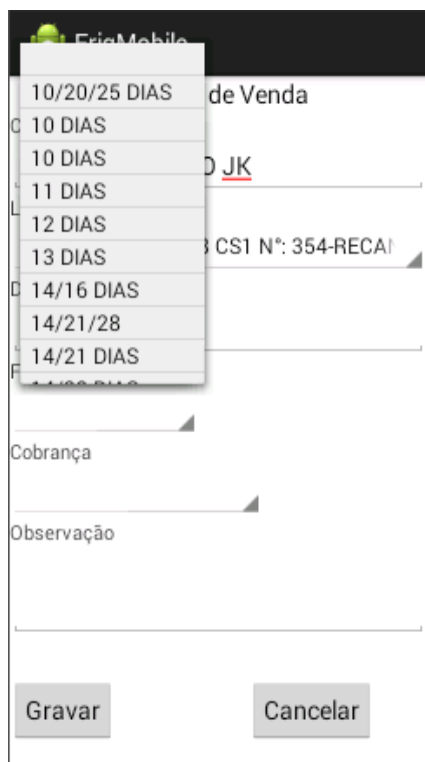 FrigMobile
de Venda
10/20/25 DIAS
10 DIAS
10 DIAS
JK
11 DIAS
12 DIAS
CS1 N°: 354-RECAN
13 DIAS
14/16 DIAS
14/21/28
14/21 DIAS
Cobrança
Observação
Gravar
Cancelar